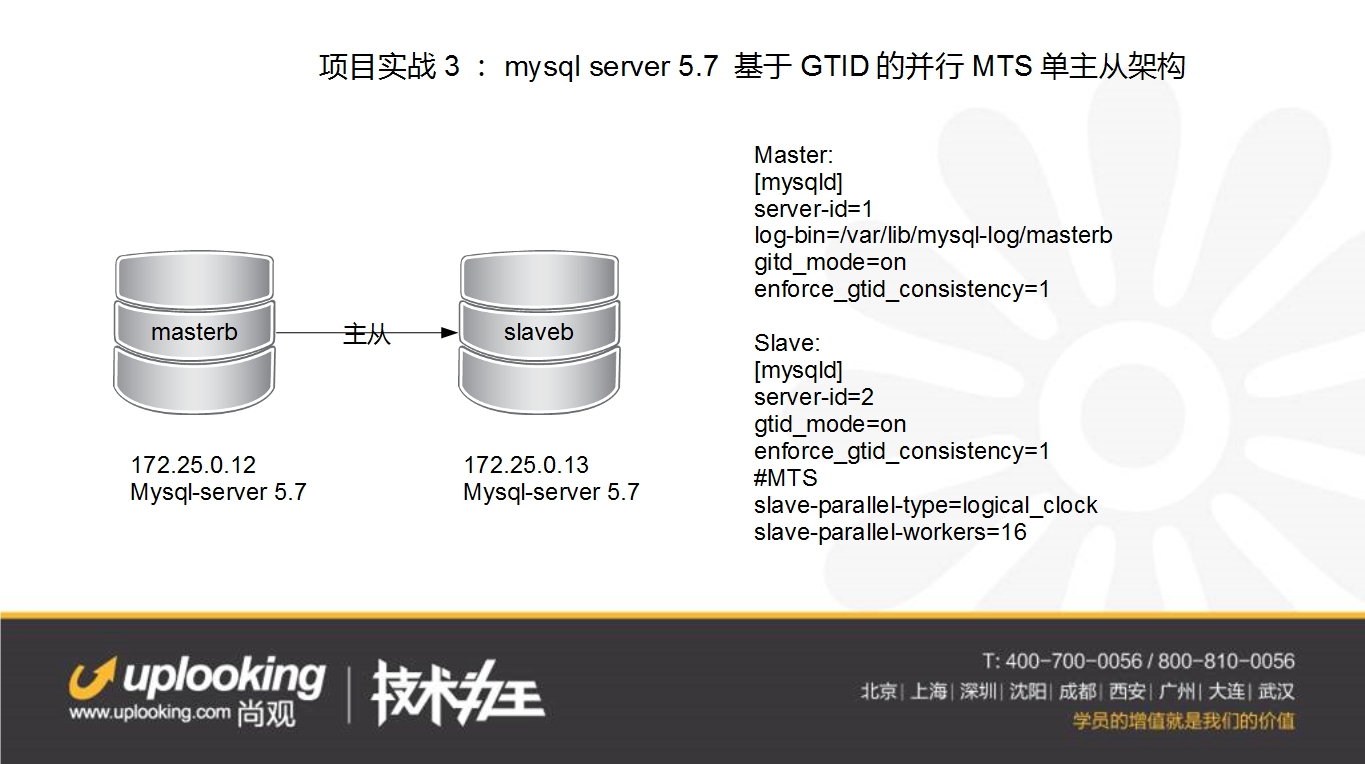 项目实战 3 ： mysql server 5.7 基于 GTID 的并行 MTS 单主从架构
Master:
[mysqld]
server-id=1
log-bin=/var/lib/mysql-log/masterb
gitd_mode=on
enforce_gtid_consistency=1
Slave:
[mysqld]
server-id=2
gtid_mode=on
enforce_gtid_consistency=1
#MTS
slave-parallel-type=logical_clock
slave-parallel-workers=16
masterb
主从
slaveb
172.25.0.12
Mysql-server 5.7
172.25.0.13
Mysql-server 5.7
uplooking
www.uplooking.com 尚观
技术为王
T: 400-700-0056 / 800-810-0056
北京| 上海| 深圳| 沈阳| 成都| 西安| 广州| 大连| 武汉
学员的增值就是我们的价值